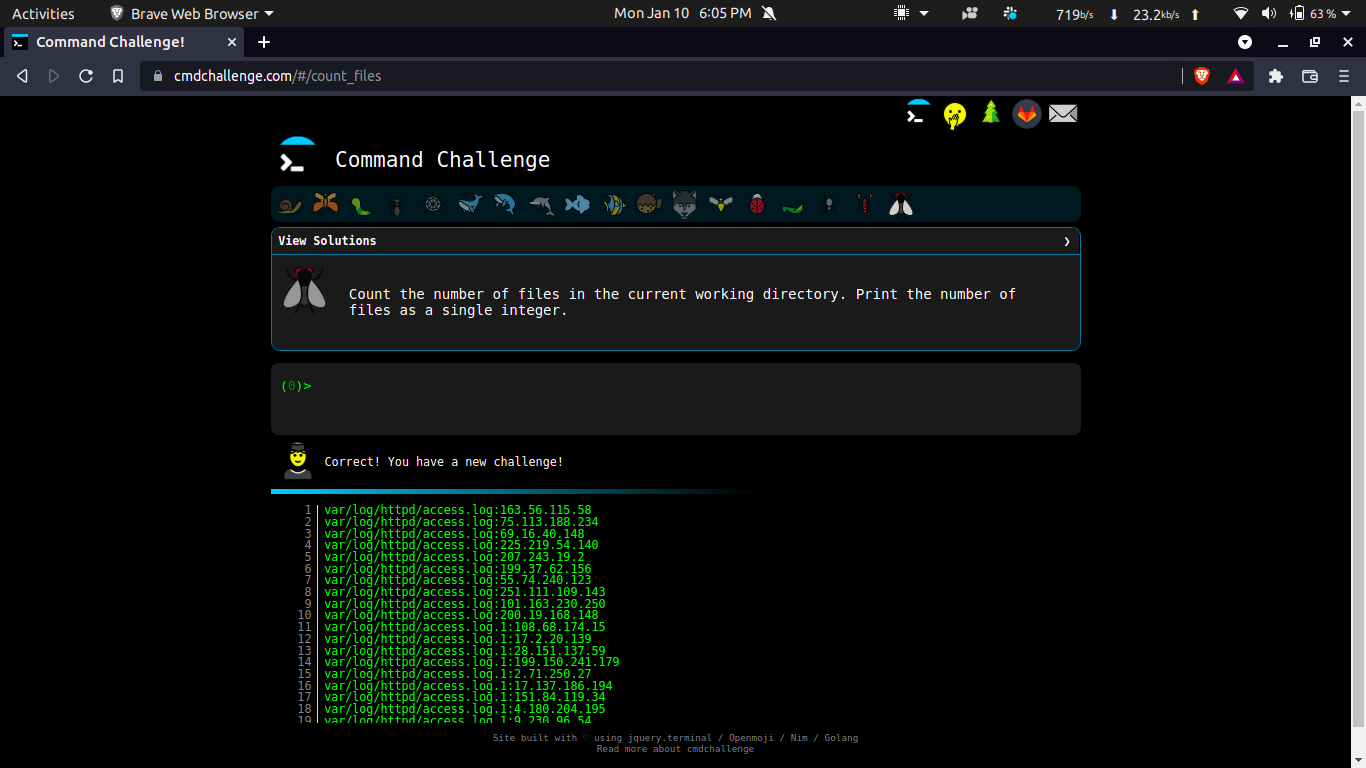 Activities Brave Web Browser Mon Jan 10 6:05 PM 719b/s 23.2kb/s 63 %
Command Challenge!
cmdchallenge.com/#/count_files
Command Challenge
View Solutions
Count the number of files in the current working directory. Print the number of
files as a single integer.
(0)>
Correct! You have a new challenge!
1 var/log/httpd/access.log:163.56.115.58
2 var/log/httpd/access.log:75.113.188.234
3 var/log/httpd/access.log:69.16.40.148
4 var/log/httpd/access.log:225.219.54.140
5 var/log/httpd/access.log:207.243.19.2
6 var/log/httpd/access.log:199.37.62.156
7 var/log/httpd/access.log:55.74.240.123
8 var/log/httpd/access.log:251.111.109.143
9 var/log/httpd/access.log:101.163.230.250
10 var/log/httpd/access.log:200.19.168.148
11 var/log/httpd/access.log.1:108.68.174.15
12 var/log/httpd/access.log.1:17.2.20.139
13 var/log/httpd/access.log.1:28.151.137.59
14 var/log/httpd/access.log.1:199.150.241.179
15 var/log/httpd/access.log.1:2.71.250.27
16 var/log/httpd/access.log.1:17.137.186.194
17 var/log/httpd/access.log.1:151.84.119.34
18 var/log/httpd/access.log.1:4.180.204.195
19 var/log/httpd/access.log.1:9.230.96.54
Site built with ♡ using jquery.terminal / Openmoji / Nim / Golang
Read more about cmdchallenge